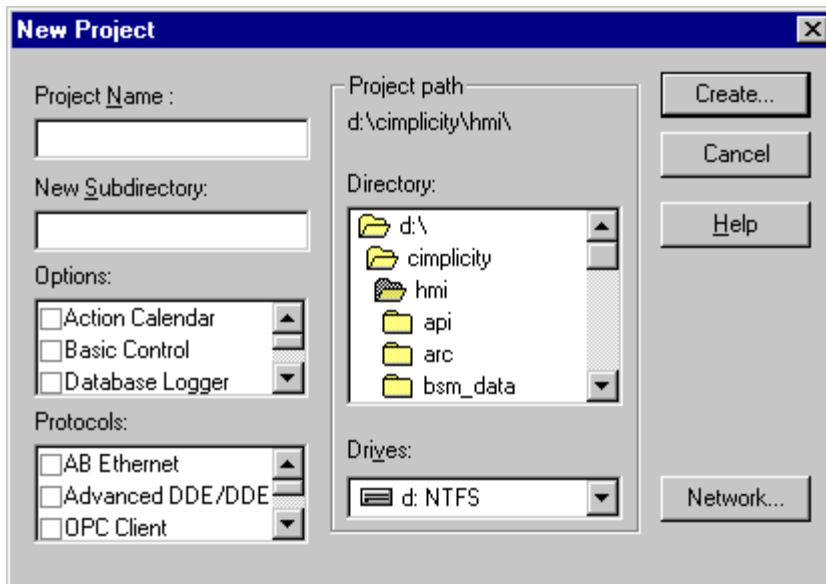 New Project
Project Name :
New Subdirectory:
Options:
Action Calendar
Basic Control
Database Logger
Protocols:
AB Ethernet
Advanced DDE/DDE
OPC Client
Project path
d:\cimplicity\hmi\
Directory:
d:\
cimplicity
hmi
api
arc
bsm_data
Drives:
d: NTFS
Create...
Cancel
Help
Network...